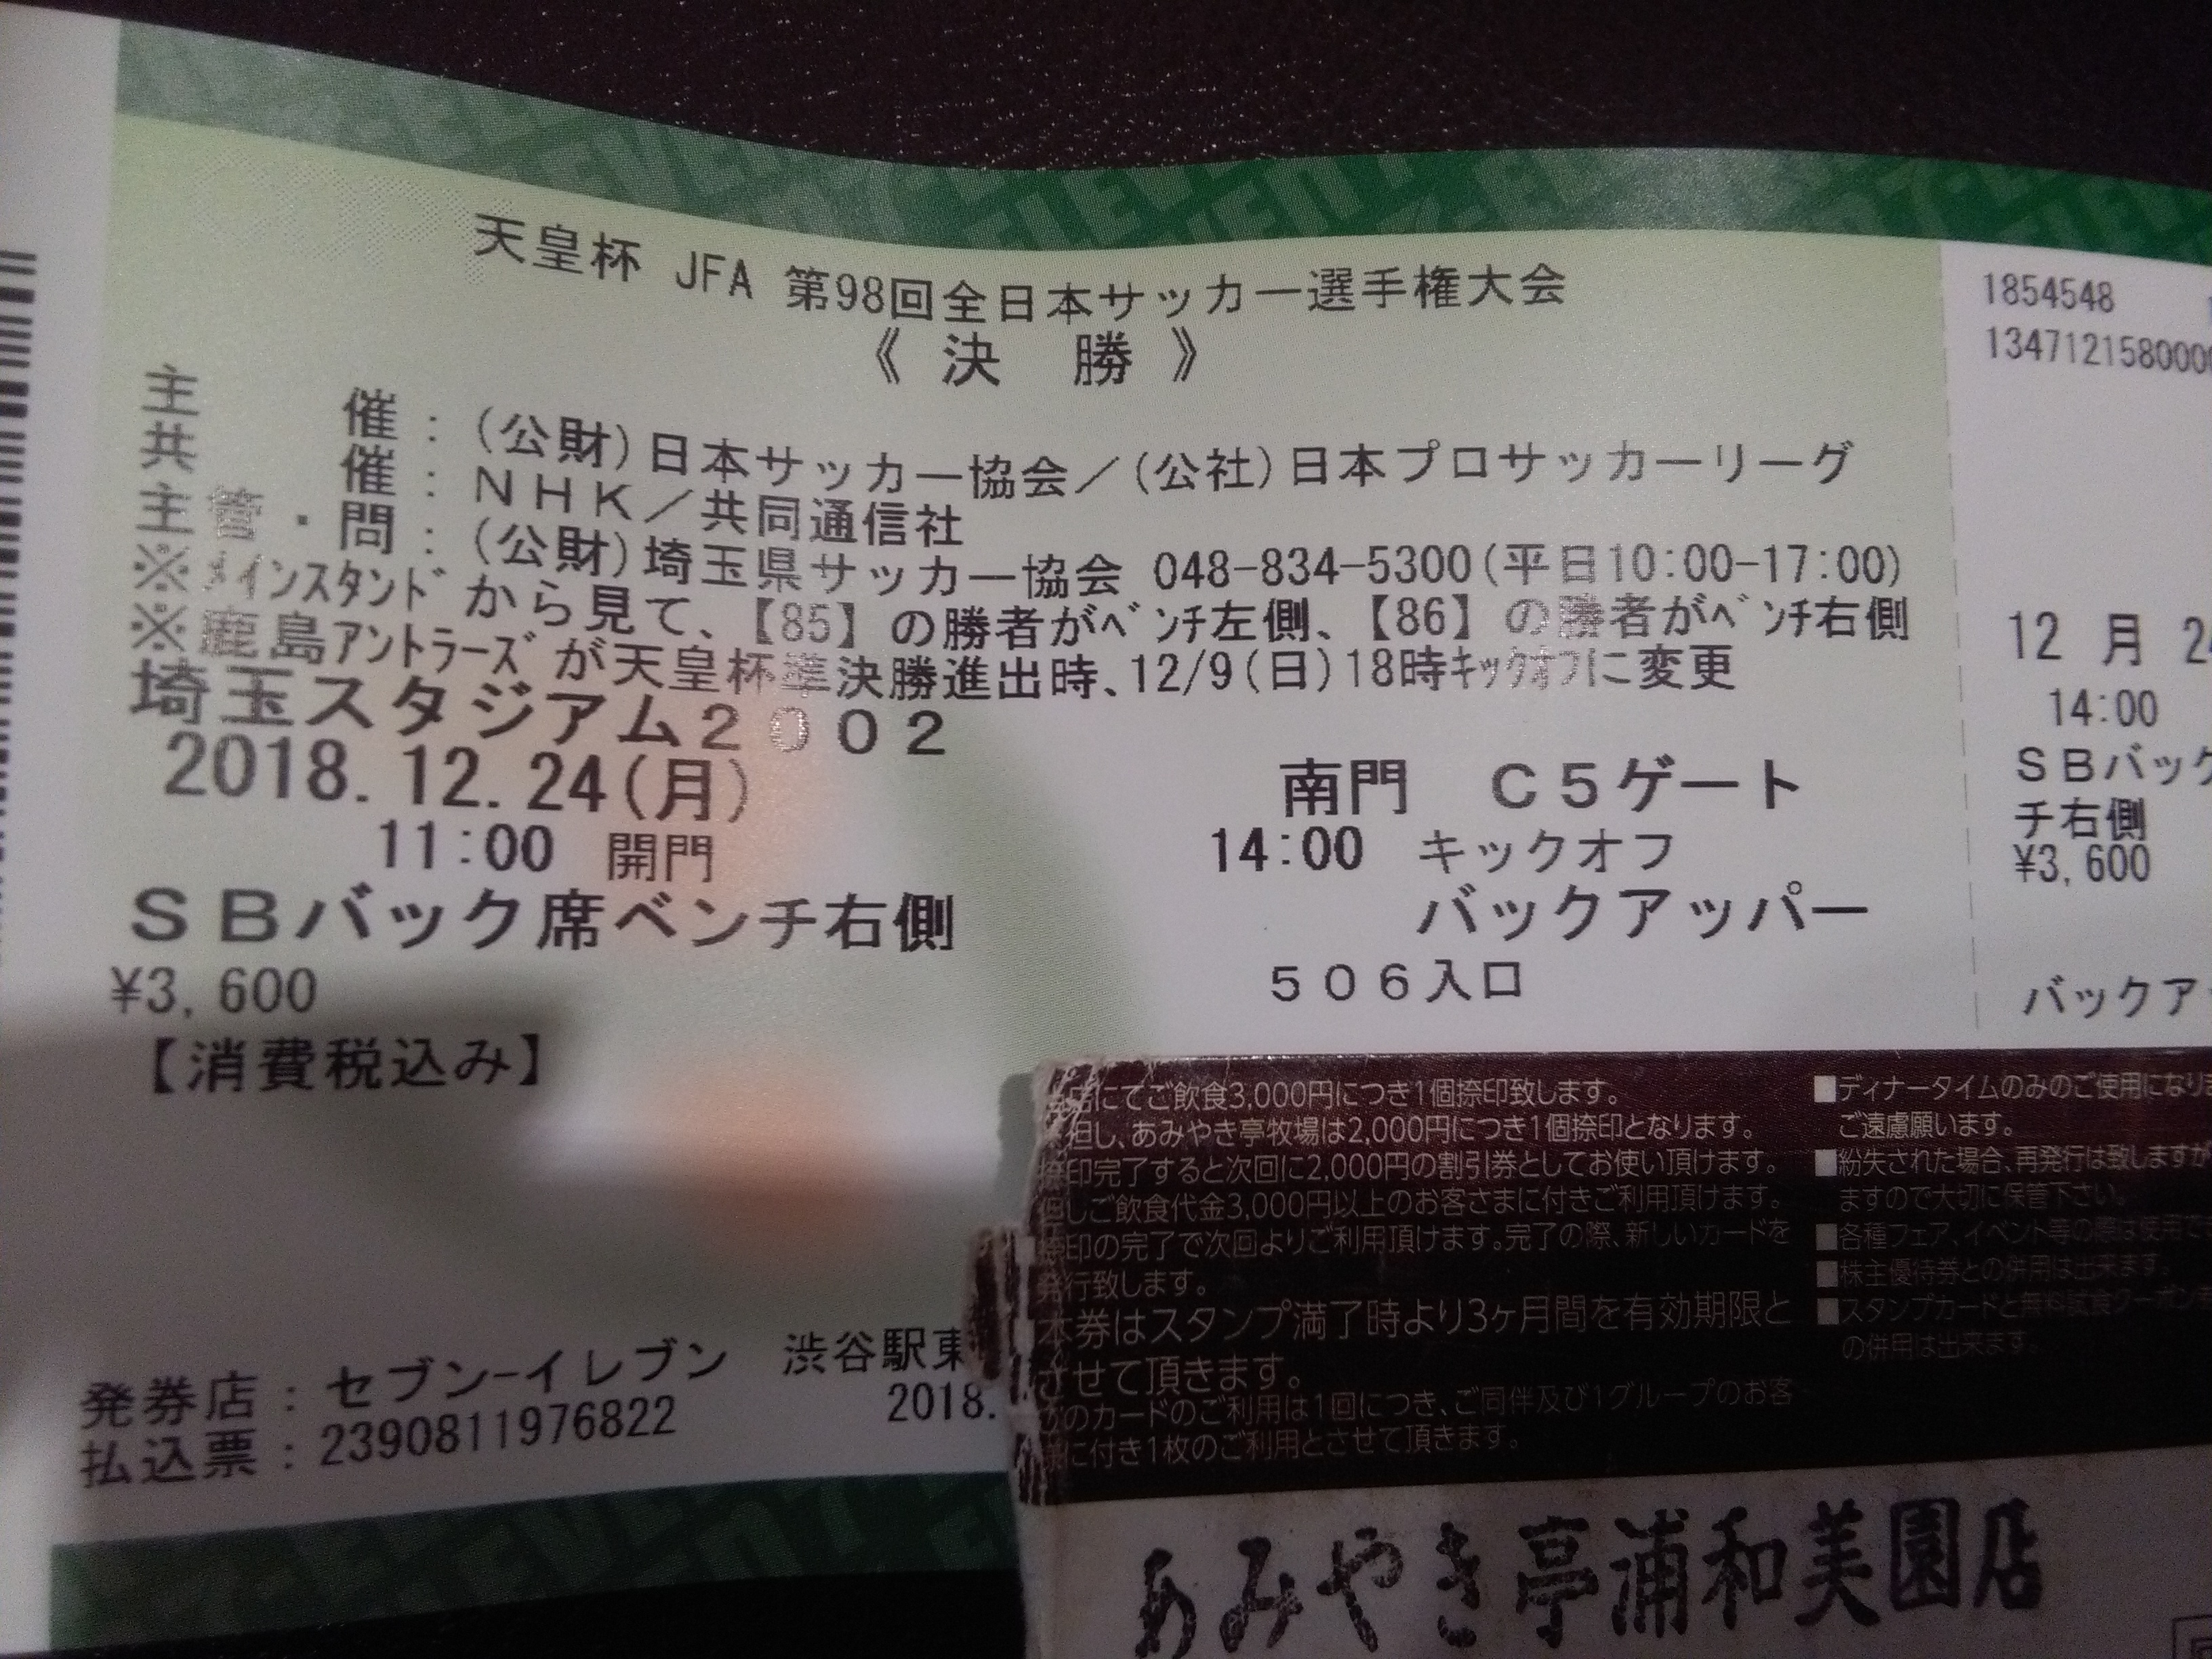 天皇杯 JFA 第98回全日本サッカー選手権大会
《 決 勝 》
主 催：(公財)日本サッカー協会／(公社)日本プロサッカーリーグ
共 催：ＮＨＫ／共同通信社
主管・問：(公財)埼玉県サッカー協会 048-834-5300(平日10:00-17:00)
※ﾒｲﾝｽﾀﾝﾄﾞから見て、【85】の勝者がﾍﾞﾝﾁ左側、【86】の勝者がﾍﾞﾝﾁ右側
※鹿島ｱﾝﾄﾗｰｽﾞが天皇杯準決勝進出時、12/9(日)18時ｷｯｸｵﾌに変更
埼玉スタジアム２００２
2018.12.24(月)
南門 Ｃ５ゲート
11:00 開門
14:00 キックオフ
ＳＢバック席ベンチ右側
バックアッパー
¥3,600
５０６入口
【消費税込み】
発券店：セブン-イレブン 渋谷駅東
2018.
払込票：2390811976822
1854548
1347121580000
12 月 24
14:00
ＳＢバック
チ右側
¥3,600
バックア
店にてご飲食3,000円につき1個捺印致します。
但し、あみやき亭牧場は2,000円につき1個捺印となります。
捺印完了すると次回に2,000円の割引券としてお使い頂けます。
但しご飲食代金3,000円以上のお客さまに付きご利用頂けます。
捺印の完了で次回よりご利用頂けます。完了の際、新しいカードを
発行致します。
本券はスタンプ満了時より3ヶ月間を有効期限と
させて頂きます。
のカードのご利用は1回につき、ご同伴及び1グループのお客
様に付き1枚のご利用とさせて頂きます。
■ディナータイムのみのご使用になりま
ご遠慮願います。
■紛失された場合、再発行は致しますが
ますので大切に保管下さい。
■各種フェア、イベント等の際は使用で
■株主優待券との併用は出来ます。
■スタンプカードと無料試食クーポン
の併用は出来ます。
あみやき亭浦和美園店